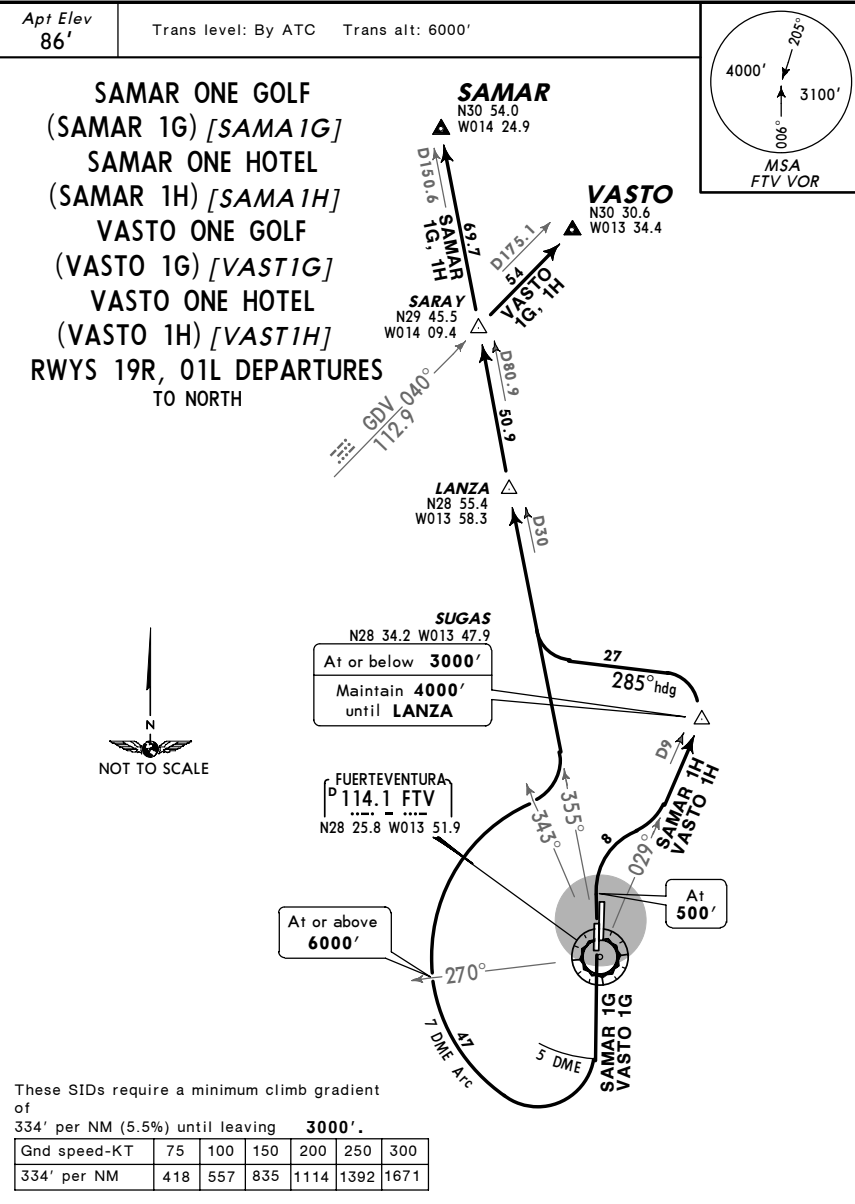 Apt Elev
86'
Trans level: By ATC Trans alt: 6000'
205°
4000'
3100'
006°
MSA
FTV VOR
SAMAR ONE GOLF
(SAMAR 1G) [SAMA1G]
SAMAR ONE HOTEL
(SAMAR 1H) [SAMA1H]
VASTO ONE GOLF
(VASTO 1G) [VAST1G]
VASTO ONE HOTEL
(VASTO 1H) [VAST1H]
RWYS 19R, 01L DEPARTURES
TO NORTH
SAMAR
N30 54.0
W014 24.9
D150.6
69.7
SAMAR
1G, 1H
VASTO
N30 30.6
W013 34.4
D175.1
54
VASTO
1G, 1H
SARAY
N29 45.5
W014 09.4
GDV 040°
112.9
D80.9
50.9
LANZA
N28 55.4
W013 58.3
D30
SUGAS
N28 34.2 W013 47.9
At or below 3000'
Maintain 4000'
until LANZA
27
285°hdg
N
NOT TO SCALE
D9
SAMAR 1H
VASTO 1H
FUERTEVENTURA
D 114.1 FTV
N28 25.8 W013 51.9
343°
355°
8
029°
At
500'
At or above
6000'
270°
47
7 DME Arc
5 DME
SAMAR 1G
VASTO 1G
These SIDs require a minimum climb gradient
of
334' per NM (5.5%) until leaving 3000'.
Gnd speed-KT 75 100 150 200 250 300
334' per NM 418 557 835 1114 1392 1671